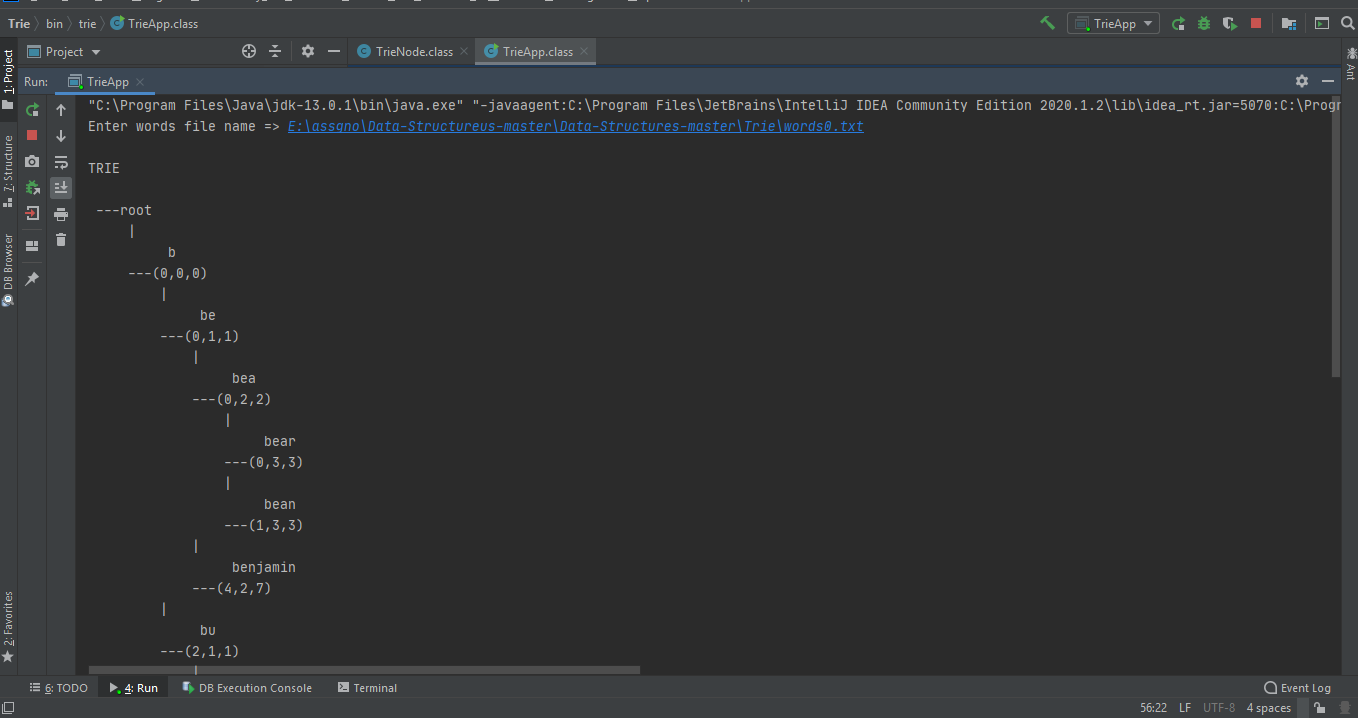 Trie bin trie TrieApp.class TrieApp
Project TrieNode.class TrieApp.class
1: Project
Ant
Run: TrieApp
"C:\Program Files\Java\jdk-13.0.1\bin\java.exe" "-javaagent:C:\Program Files\JetBrains\IntelliJ IDEA Community Edition 2020.1.2\lib\idea_rt.jar=5070:C:\Progr
Enter words file name => E:\assgno\Data-Structureus-master\Data-Structures-master\Trie\words0.txt
TRIE
---root
|
b
---(0,0,0)
|
be
---(0,1,1)
|
bea
---(0,2,2)
|
bear
---(0,3,3)
|
bean
---(1,3,3)
|
benjamin
---(4,2,7)
|
bu
---(2,1,1)
|
7: Structure
DB Browser
2: Favorites
6: TODO 4: Run DB Execution Console Terminal Event Log
56:22 LF UTF-8 4 spaces